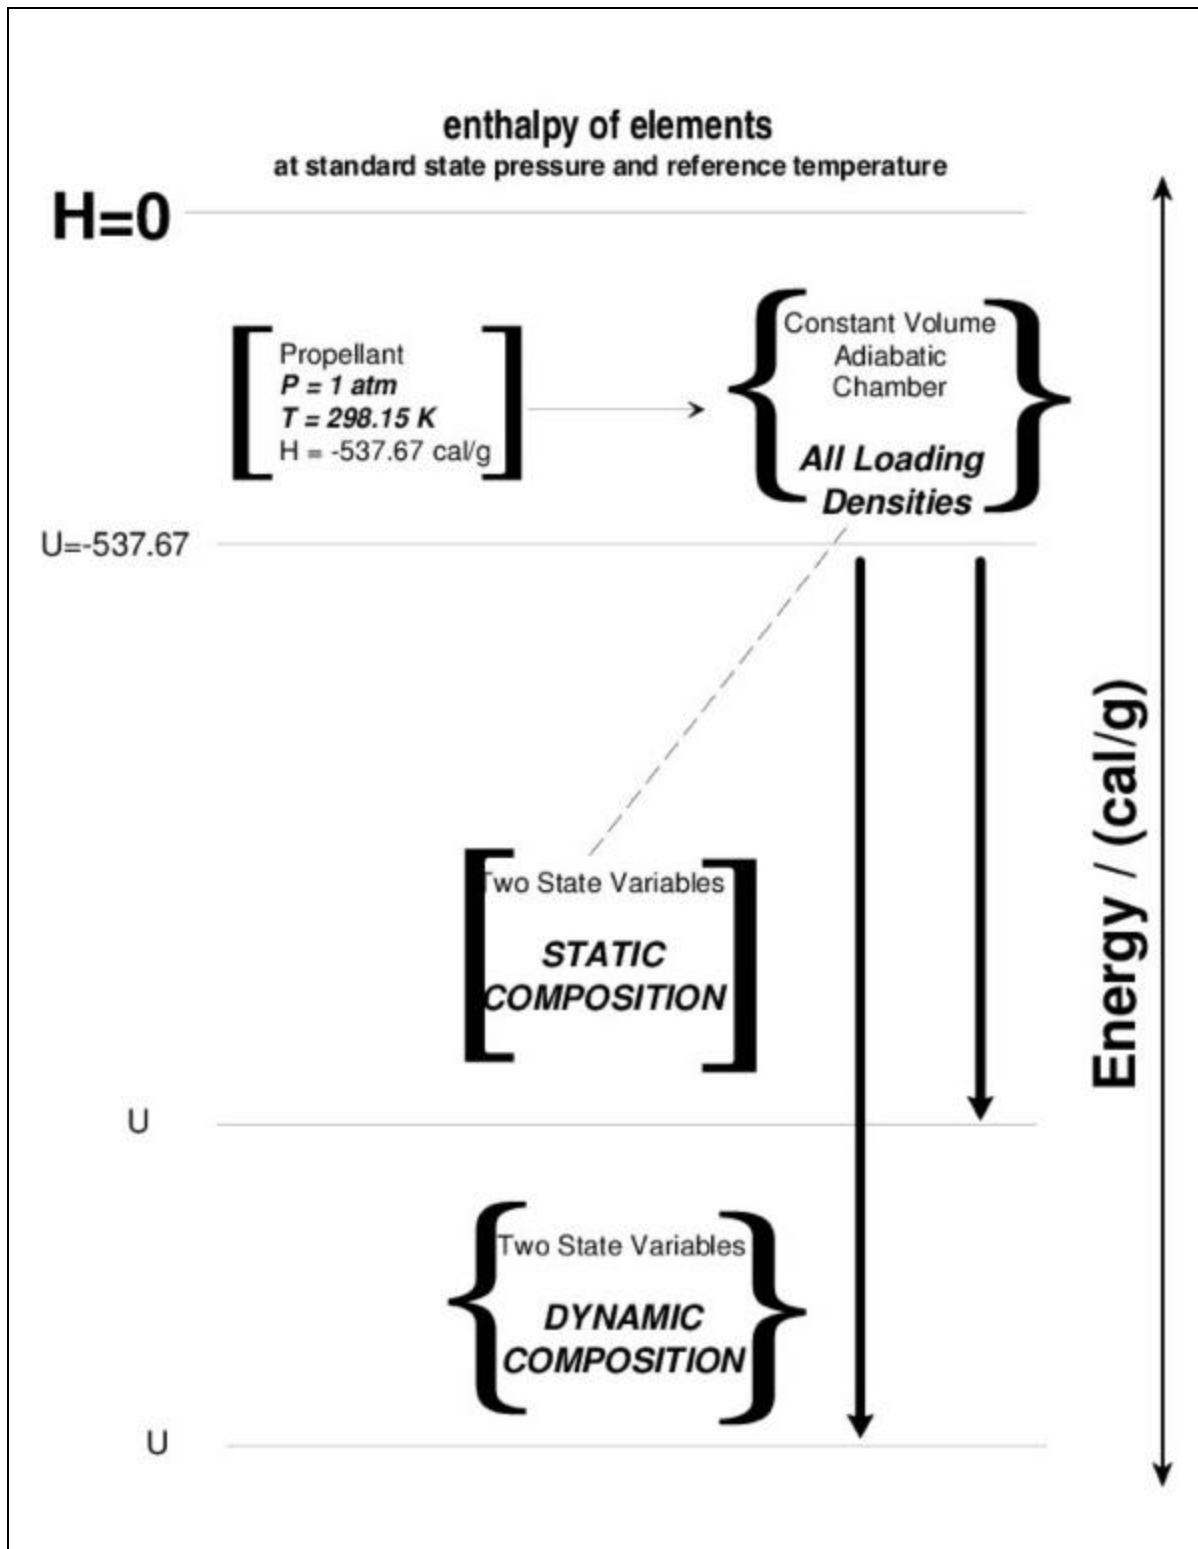 enthalpy of elements
at standard state pressure and reference temperature
H=0
Propellant
P = 1 atm
T = 298.15 K
H = -537.67 cal/g
Constant Volume
Adiabatic
Chamber
All Loading
Densities
U=-537.67
Two State Variables
STATIC
COMPOSITION
U
Two State Variables
DYNAMIC
COMPOSITION
U
Energy / (cal/g)